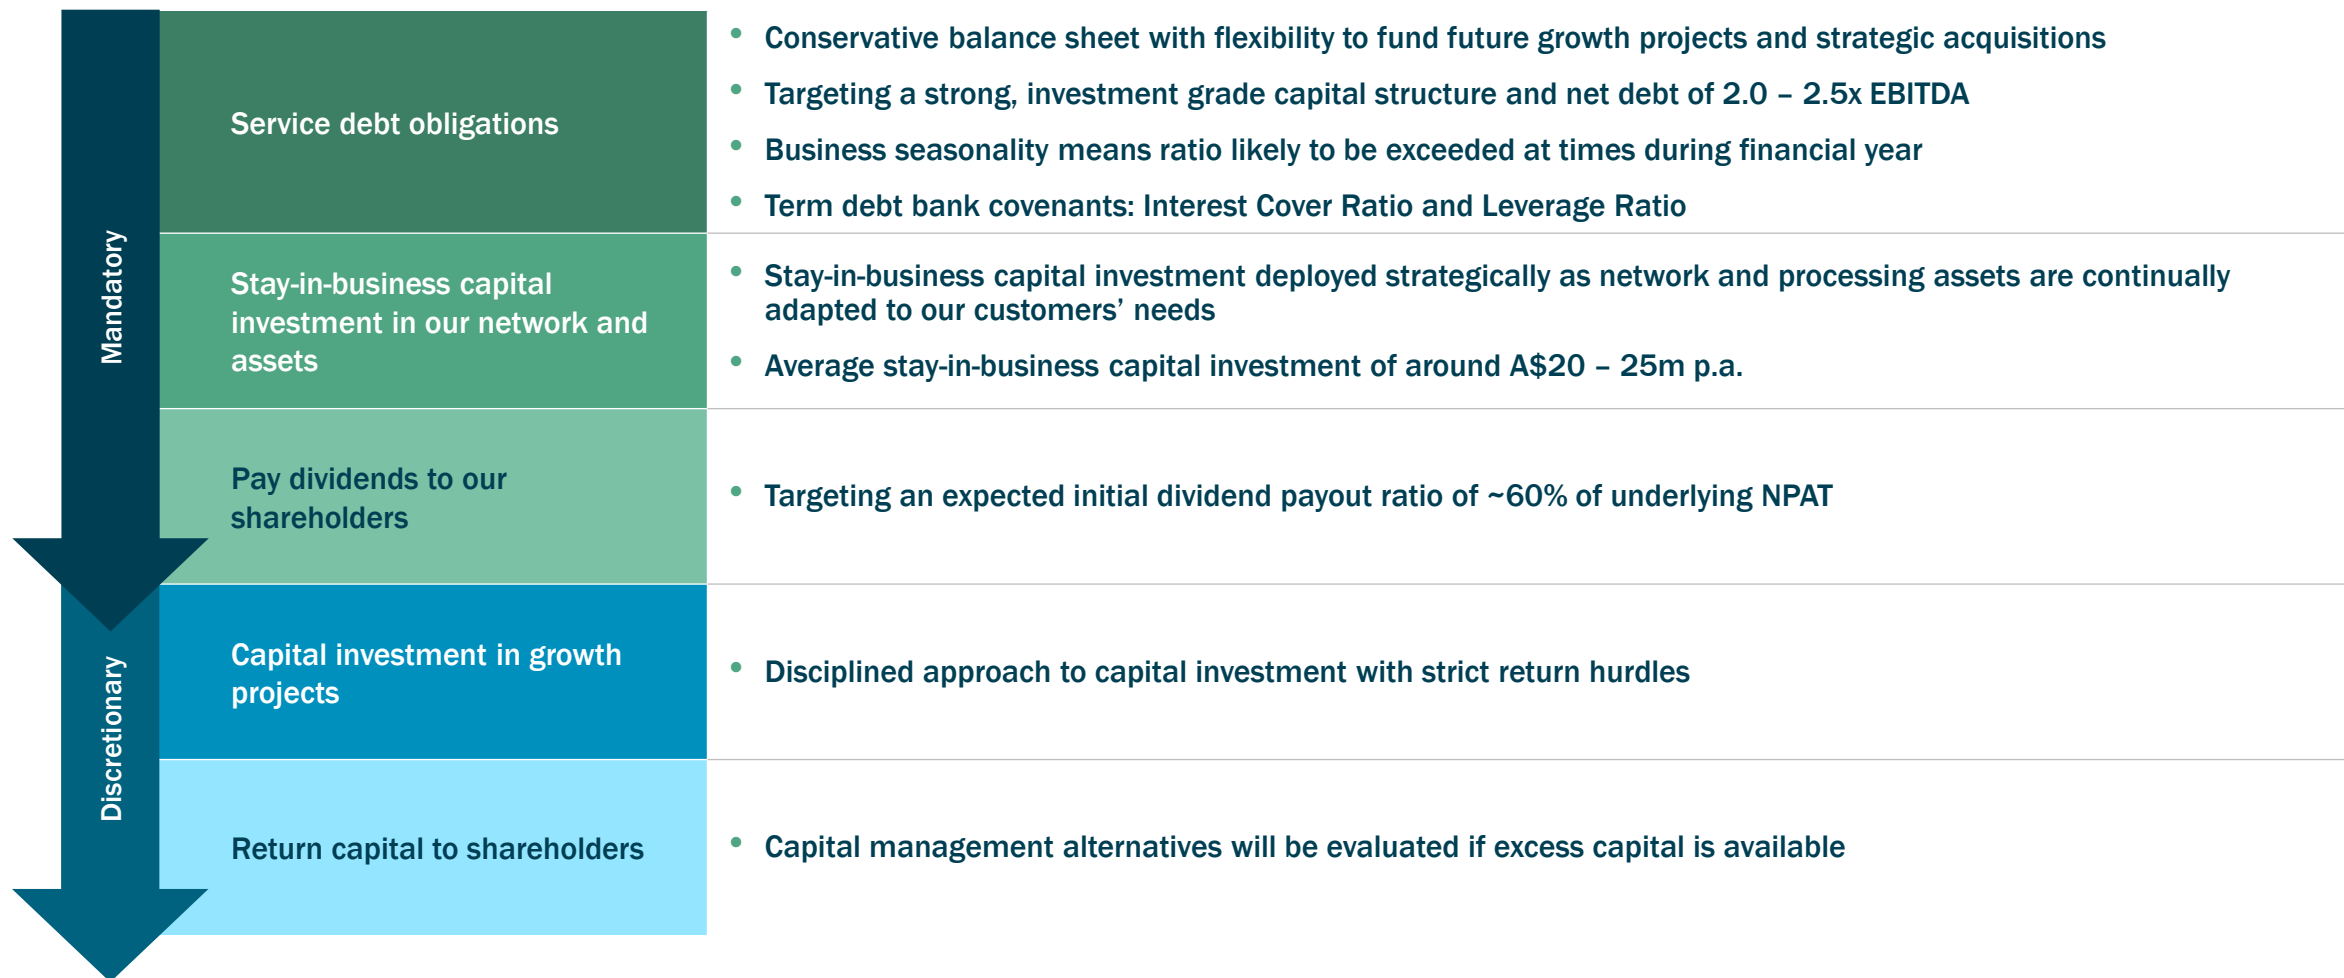 Mandatory
Service debt obligations
• Conservative balance sheet with flexibility to fund future growth projects and strategic acquisitions
• Targeting a strong, investment grade capital structure and net debt of 2.0 – 2.5x EBITDA
• Business seasonality means ratio likely to be exceeded at times during financial year
• Term debt bank covenants: Interest Cover Ratio and Leverage Ratio
Stay-in-business capital
investment in our network and
assets
• Stay-in-business capital investment deployed strategically as network and processing assets are continually
adapted to our customers’ needs
• Average stay-in-business capital investment of around A$20 – 25m p.a.
Pay dividends to our
shareholders
• Targeting an expected initial dividend payout ratio of ~60% of underlying NPAT
Discretionary
Capital investment in growth
projects
• Disciplined approach to capital investment with strict return hurdles
Return capital to shareholders
• Capital management alternatives will be evaluated if excess capital is available